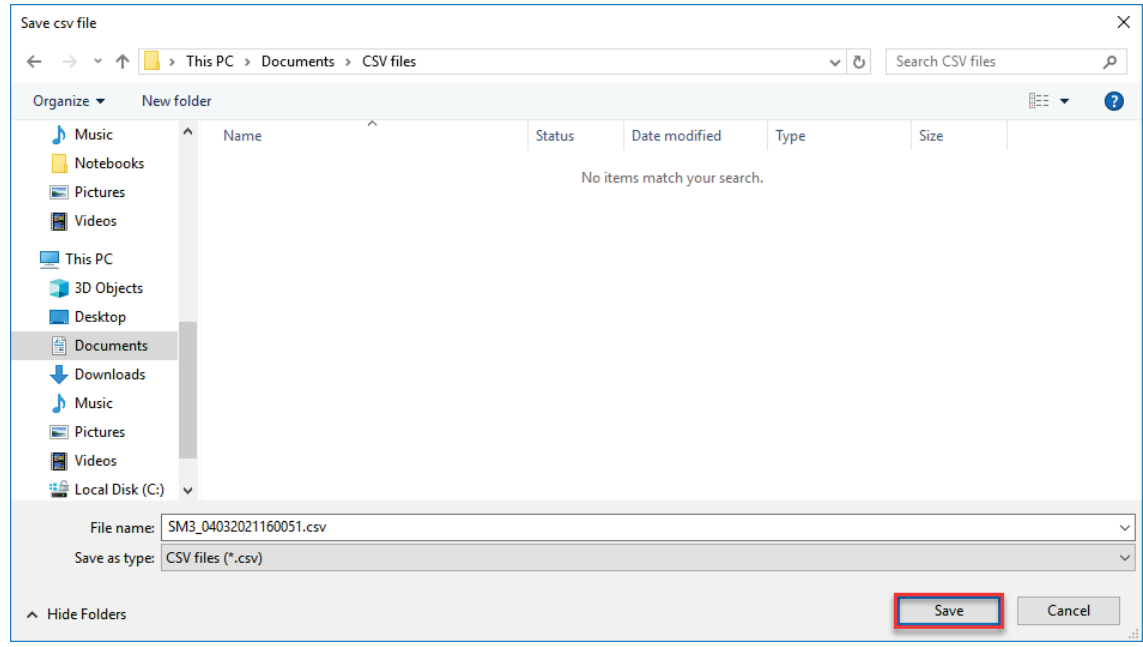 Save csv file
This PC > Documents > CSV files
Search CSV files
Organize
New folder
Name
Status
Date modified
Type
Size
No items match your search.
Music
Notebooks
Pictures
Videos
This PC
3D Objects
Desktop
Documents
Downloads
Music
Pictures
Videos
Local Disk (C:)
File name: SM3_04032021160051.csv
Save as type: CSV files (*.csv)
Hide Folders
Save
Cancel